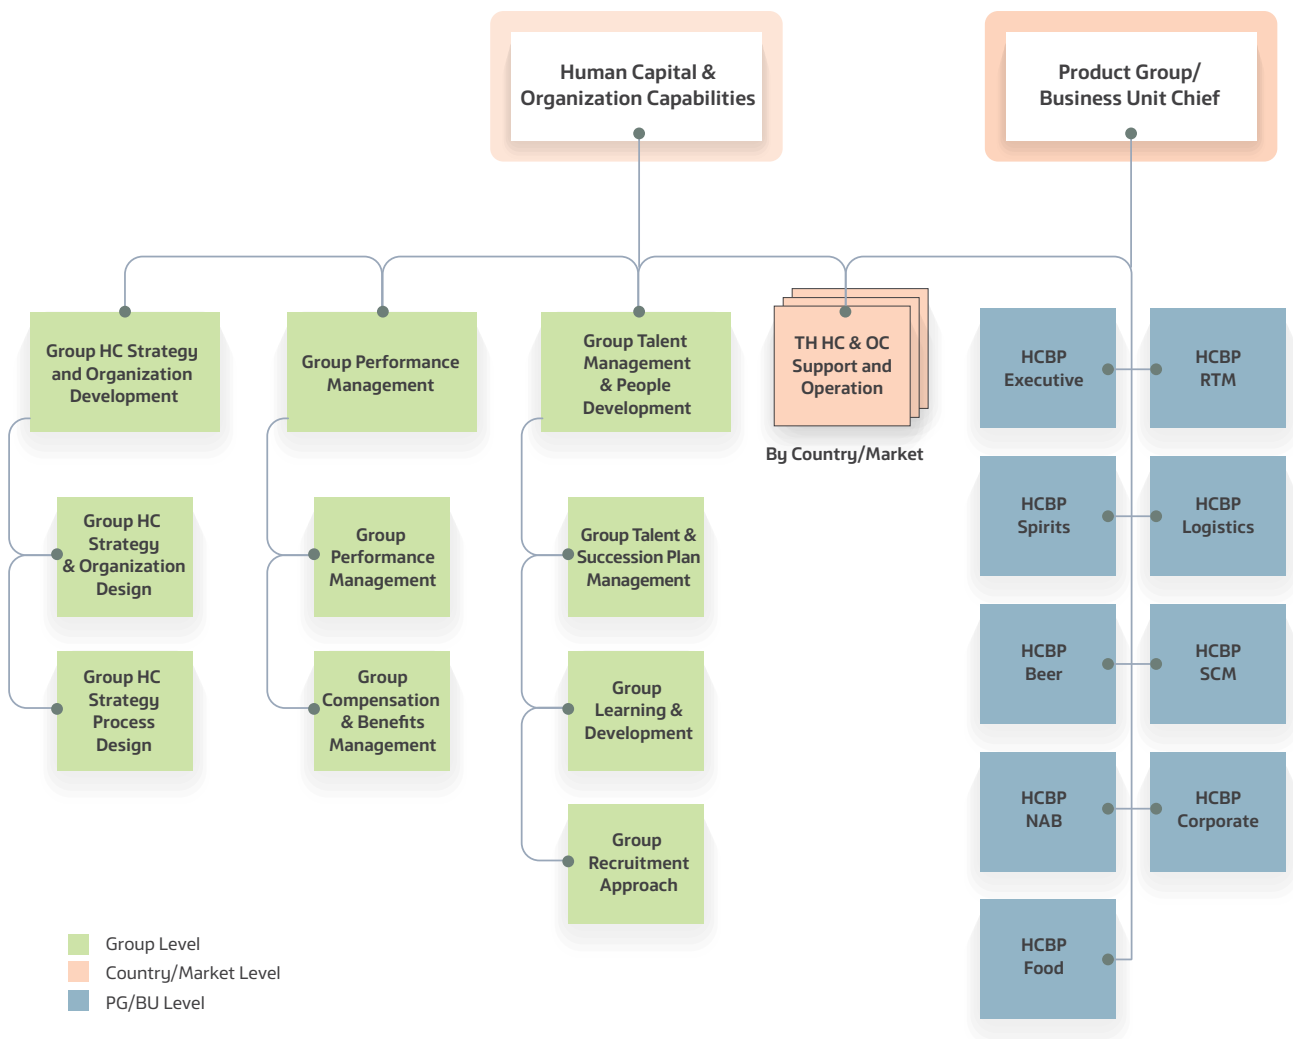 Human Capital &
Organization Capabilities
Product Group/
Business Unit Chief
Group HC Strategy
and Organization
Development
Group Performance
Management
Group Talent
Management
& People
Development
TH HC & OC
Support and
Operation
By Country/Market
Group HC
Strategy
& Organization
Design
Group HC
Strategy
Process
Design
Group
Performance
Management
Group
Compensation
& Benefits
Management
Group Talent &
Succession Plan
Management
Group
Learning &
Development
Group
Recruitment
Approach
HCBP
Executive
HCBP
RTM
HCBP
Spirits
HCBP
Logistics
HCBP
Beer
HCBP
SCM
HCBP
NAB
HCBP
Corporate
HCBP
Food
Group Level
Country/Market Level
PG/BU Level